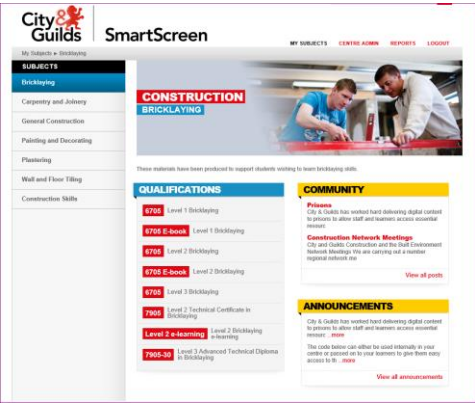 City&
Guilds
SmartScreen
MY SUBJECTS CENTRE ADMIN REPORTS LOGOUT
My Subjects ▸ Bricklaying
SUBJECTS
Bricklaying
Carpentry and Joinery
General Construction
Painting and Decorating
Plastering
Wall and Floor Tiling
Construction Skills
CONSTRUCTION
BRICKLAYING
These materials have been produced to support students wishing to learn bricklaying skills.
QUALIFICATIONS
6705 Level 1 Bricklaying
6705 E-book Level 1 Bricklaying
6705 Level 2 Bricklaying
6705 E-book Level 2 Bricklaying
6705 Level 3 Bricklaying
7905 Level 2 Technical Certificate in
Bricklaying
Level 2 e-learning Level 2 Bricklaying
e-learning
7905-30 Level 3 Advanced Technical Diploma
in Bricklaying
COMMUNITY
Prisons
City & Guilds has worked hard delivering digital content
to prisons to allow staff and learners access essential
resourc
Construction Network Meetings
City and Guilds Construction and the Built Environment
Network Meetings We are carrying out a number
regional network me
View all posts
ANNOUNCEMENTS
City & Guilds has worked hard delivering digital content
to prisons to allow staff and learners access essential
resourc ...more
The code below can either be used internally in your
centre or passed on to your learners to give them easy
access to th ...more
View all announcements